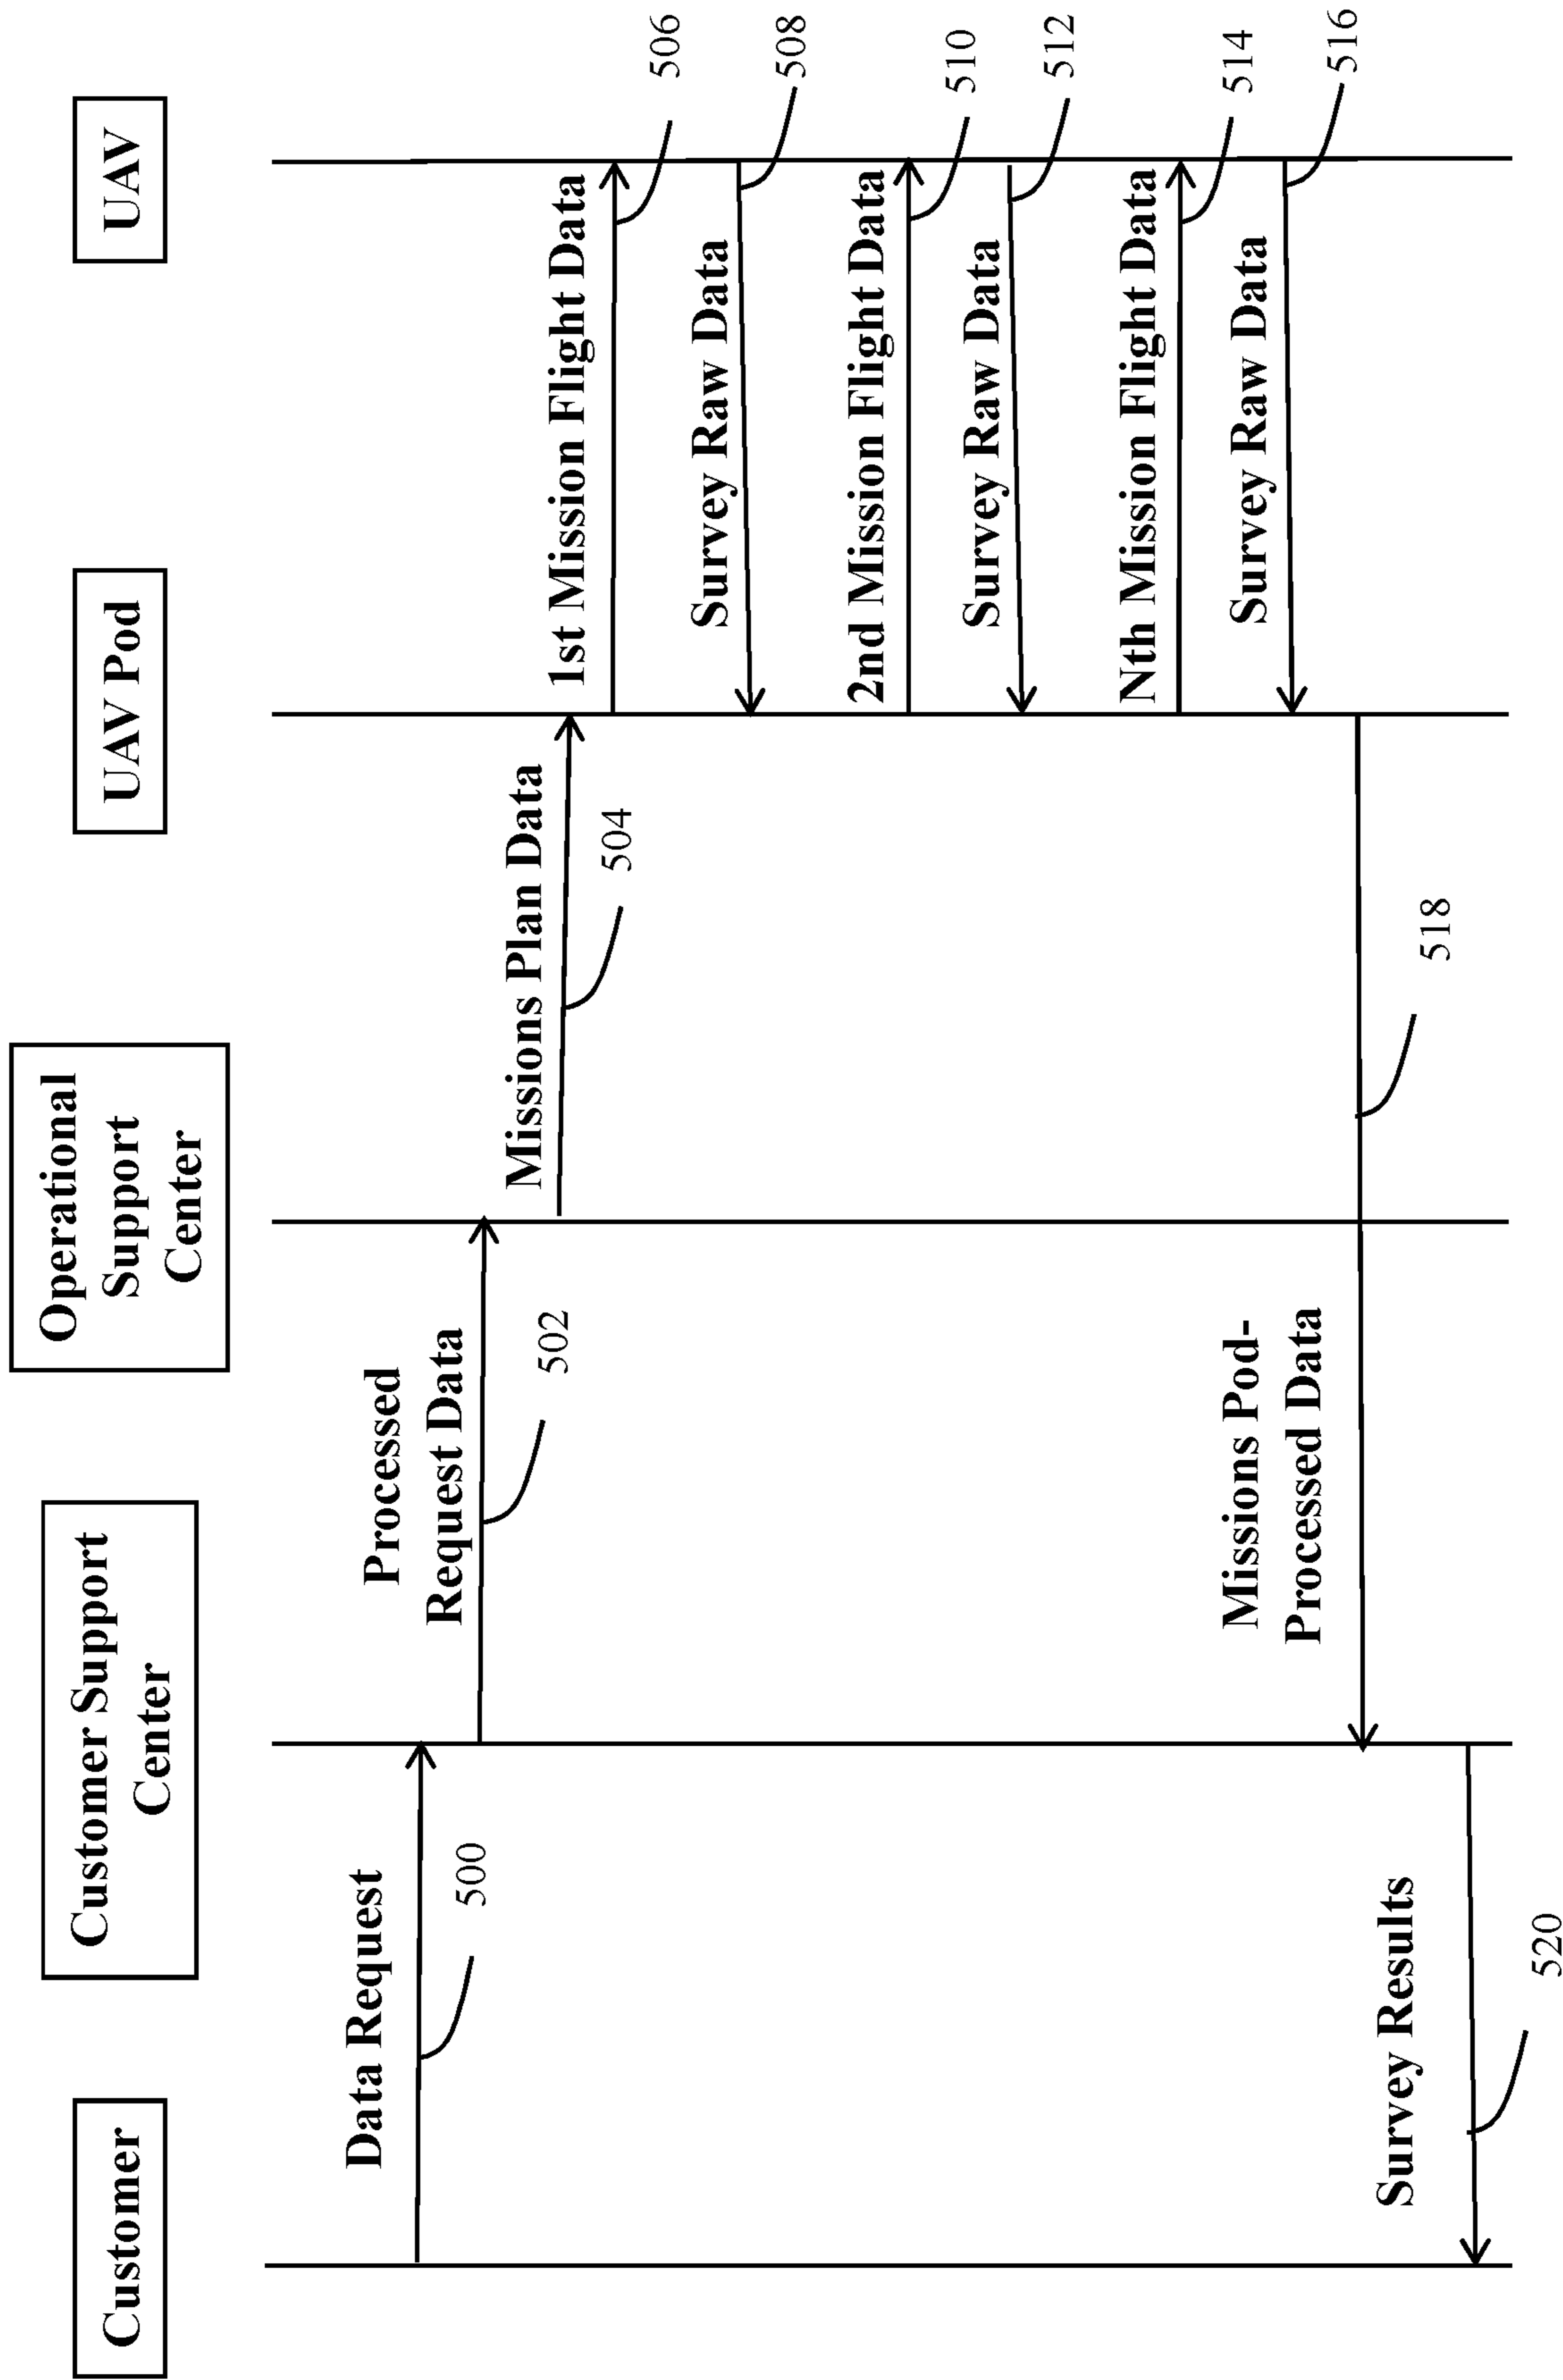 Customer
Customer Support
Center
Operational
Support
Center
UAV Pod
UAV
Data Request
500
Processed
Request Data
502
Missions Plan Data
504
1st Mission Flight Data
506
Survey Raw Data
508
2nd Mission Flight Data
510
Survey Raw Data
512
Nth Mission Flight Data
514
Survey Raw Data
516
Missions Pod-
Processed Data
518
Survey Results
520